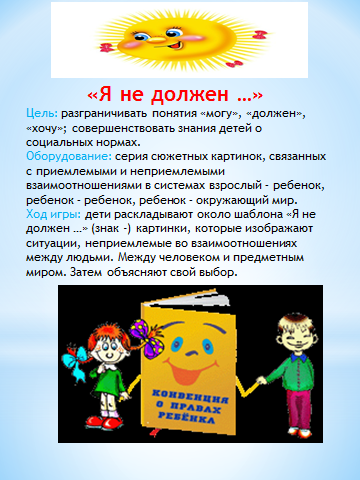 «Я не должен …»
Цель: разграничивать понятия «могу», «должен»,
«хочу»; совершенствовать знания детей о
социальных нормах.
Оборудование: серия сюжетных картинок, связанных
с приемлемыми и неприемлемыми
взаимоотношениями в системах взрослый - ребенок,
ребенок - ребенок, ребенок - окружающий мир.
Ход игры: дети раскладывают около шаблона «Я не
должен …» (знак -) картинки, которые изображают
ситуации, неприемлемые во взаимоотношениях
между людьми. Между человеком и предметным
миром. Затем объясняют свой выбор.
КОНВЕНЦИЯ
О ПРАВАХ
РЕБЁНКА